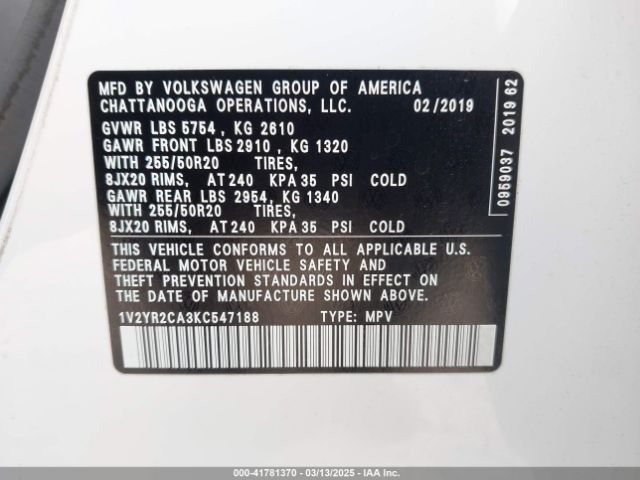 MFD BY VOLKSWAGEN GROUP OF AMERICA
CHATTANOOGA OPERATIONS, LLC. 02/2019
GVWR LBS 5754 , KG 2610
GAWR FRONT LBS 2910 , KG 1320
WITH 255/50R20 TIRES,
8JX20 RIMS, AT 240 KPA 35 PSI COLD
GAWR REAR LBS 2954, KG 1340
WITH 255/50R20 TIRES,
8JX20 RIMS, AT 240 KPA 35 PSI COLD
THIS VEHICLE CONFORMS TO ALL APPLICABLE U.S.
FEDERAL MOTOR VEHICLE SAFETY AND
THEFT PREVENTION STANDARDS IN EFFECT ON
THE DATE OF MANUFACTURE SHOWN ABOVE.
1V2YR2CA3KC547188 TYPE: MPV
0959037 2019 62
000-41781370 - 03/13/2025 - IAAI.COM